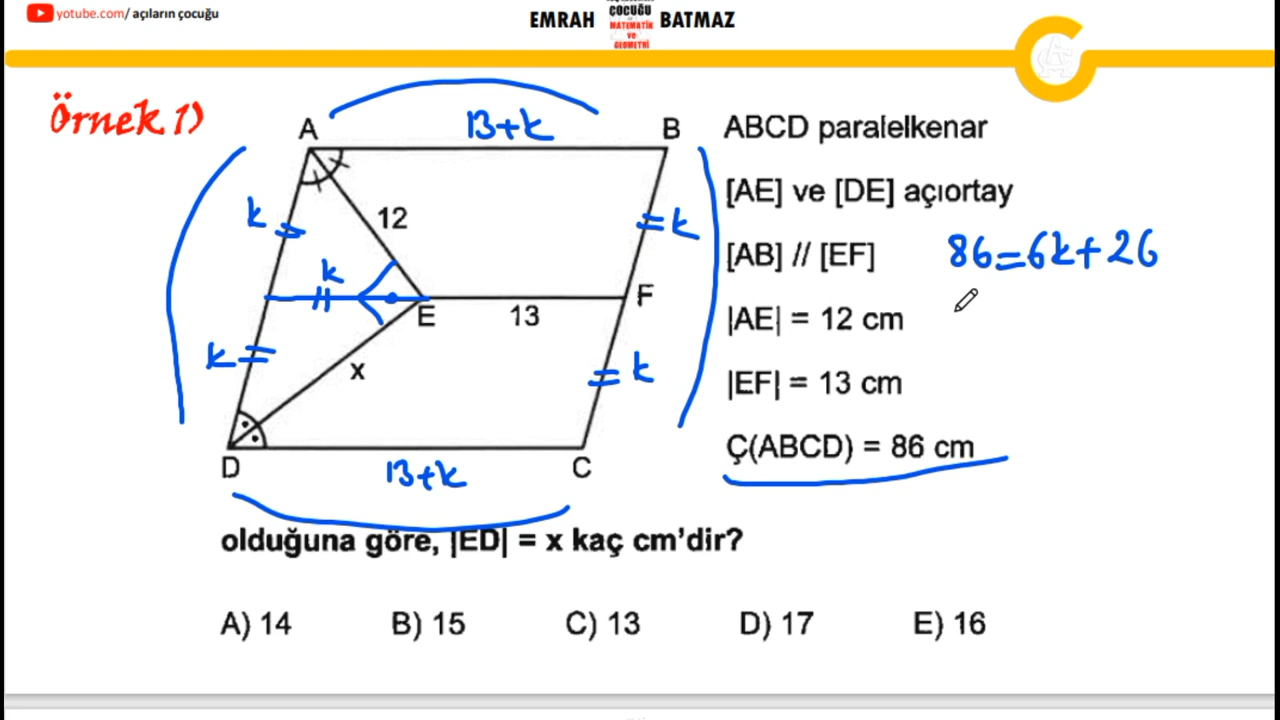 yotube.com/ açıların çocuğu
EMRAH ÇOCUĞU BATMAZ
MATEMATİK
ve
GEOMETRİ
Örnek 1)
A 13+k B
k 12 k
k
E 13 F
k x k
D 13+k C
ABCD paralelkenar
[AE] ve [DE] açıortay
[AB] // [EF]
86=6k+26
|AE| = 12 cm
|EF| = 13 cm
Ç(ABCD) = 86 cm
olduğuna göre, |ED| = x kaç cm'dir?
A) 14 B) 15 C) 13 D) 17 E) 16